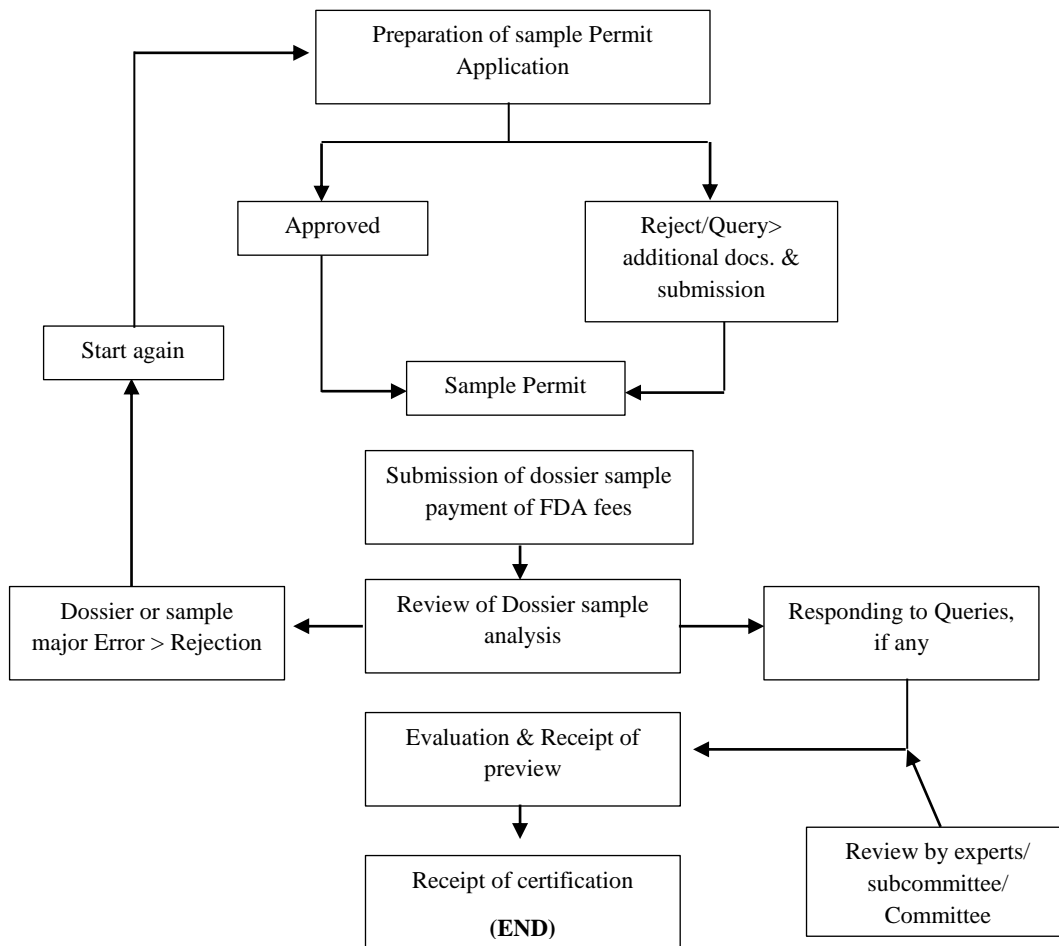 Preparation of sample Permit
Application
Approved
Reject/Query>
additional docs. &
submission
Start again
Sample Permit
Submission of dossier sample
payment of FDA fees
Dossier or sample
major Error > Rejection
Review of Dossier sample
analysis
Responding to Queries,
if any
Evaluation & Receipt of
preview
Review by experts/
subcommittee/
Committee
Receipt of certification
(END)